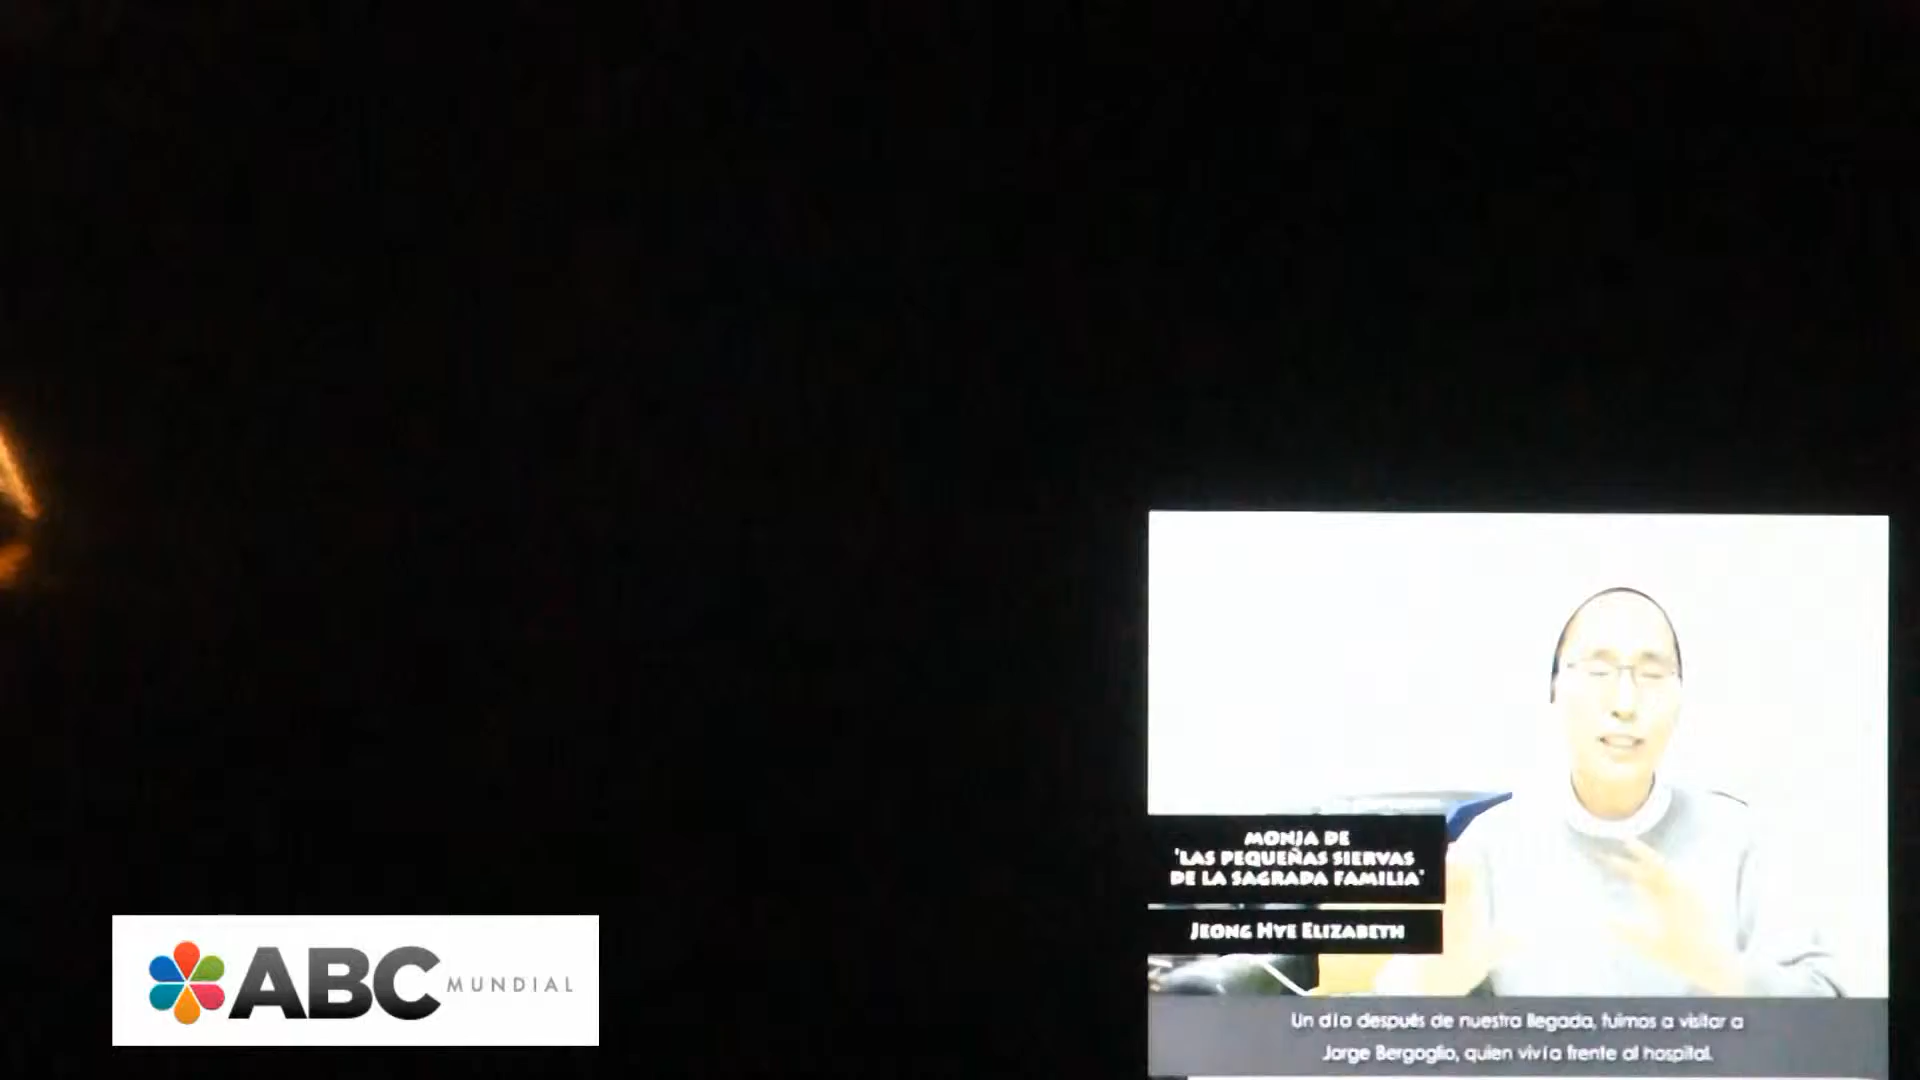 MONJA DE
'LAS PEQUEÑAS SIERVAS
DE LA SAGRADA FAMILIA'
JEONG HYE ELIZABETH
Un día después de nuestra llegada, fuimos a visitar a
Jorge Bergoglio, quien vivía frente al hospital.
ABC MUNDIAL